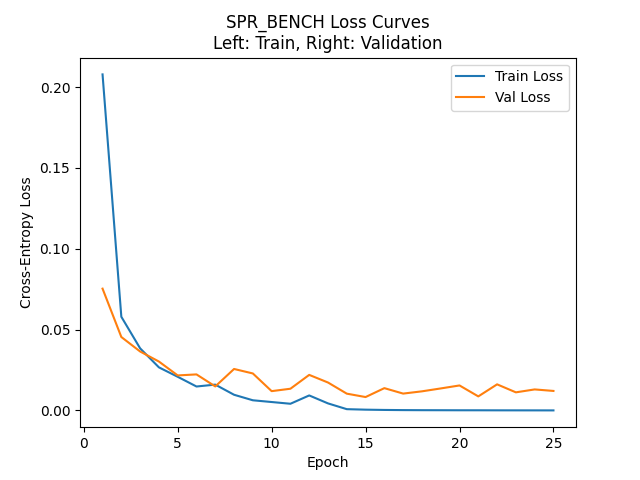 SPR_BENCH Loss Curves
Left: Train, Right: Validation
Train Loss
Val Loss
0.20
0.15
0.10
0.05
0.00
Cross-Entropy Loss
0
5
10
15
20
25
Epoch